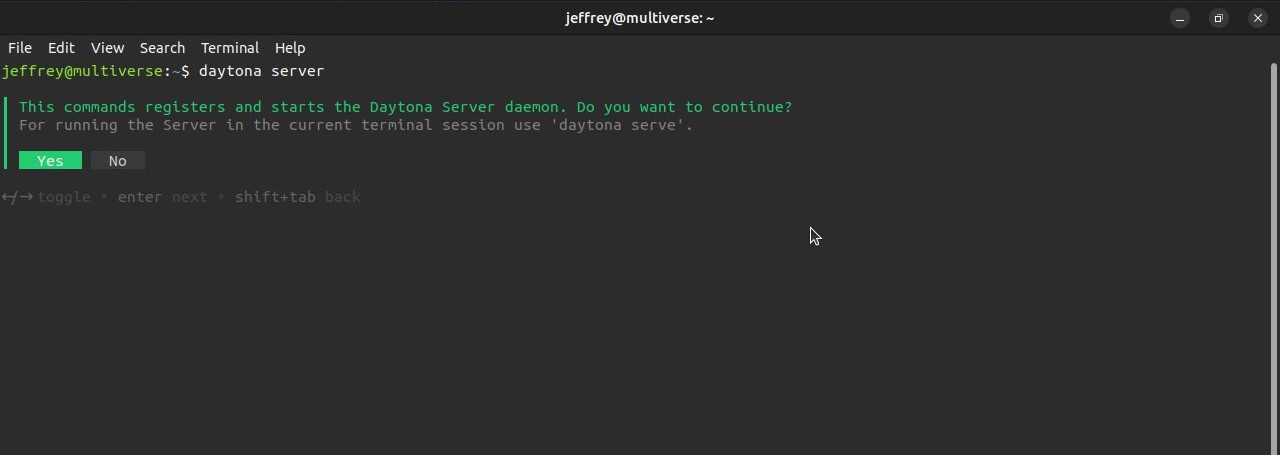 jeffrey@multiverse: ~
File Edit View Search Terminal Help
jeffrey@multiverse:~$ daytona server
This commands registers and starts the Daytona Server daemon. Do you want to continue?
For running the Server in the current terminal session use 'daytona serve'.
Yes No
←/→ toggle • enter next • shift+tab back